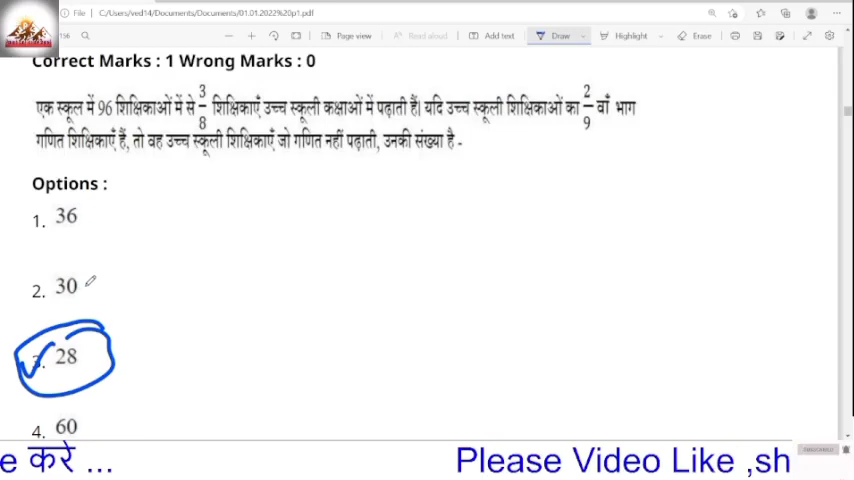 File | C:/Users/ved14/Documents/Documents/01.01.2022%20p1.pdf
156 Page view Read aloud Add text Draw Highlight Erase
Correct Marks : 1 Wrong Marks : 0
एक स्कूल में 96 शिक्षिकाओं में से 3/8 शिक्षिकाएँ उच्च स्कूली कक्षाओं में पढ़ाती हैं। यदि उच्च स्कूली शिक्षिकाओं का 2/9 वाँ भाग
गणित शिक्षिकाएँ हैं, तो वह उच्च स्कूली शिक्षिकाएँ जो गणित नहीं पढ़ाती, उनकी संख्या है -
Options :
1. 36
2. 30
3. 28
4. 60
e करे ... Please Video Like ,sh